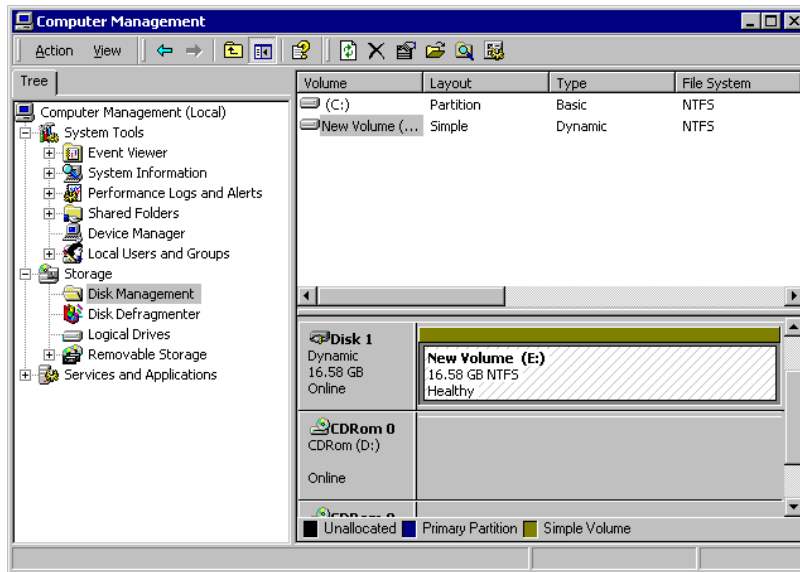 Computer Management
Action View
Tree
Computer Management (Local)
System Tools
Event Viewer
System Information
Performance Logs and Alerts
Shared Folders
Device Manager
Local Users and Groups
Storage
Disk Management
Disk Defragmenter
Logical Drives
Removable Storage
Services and Applications
Volume Layout Type File System
(C:) Partition Basic NTFS
New Volume (... Simple Dynamic NTFS
Disk 1
Dynamic
16.58 GB
Online
New Volume (E:)
16.58 GB NTFS
Healthy
CDRom 0
CDRom (D:)
Online
Unallocated Primary Partition Simple Volume